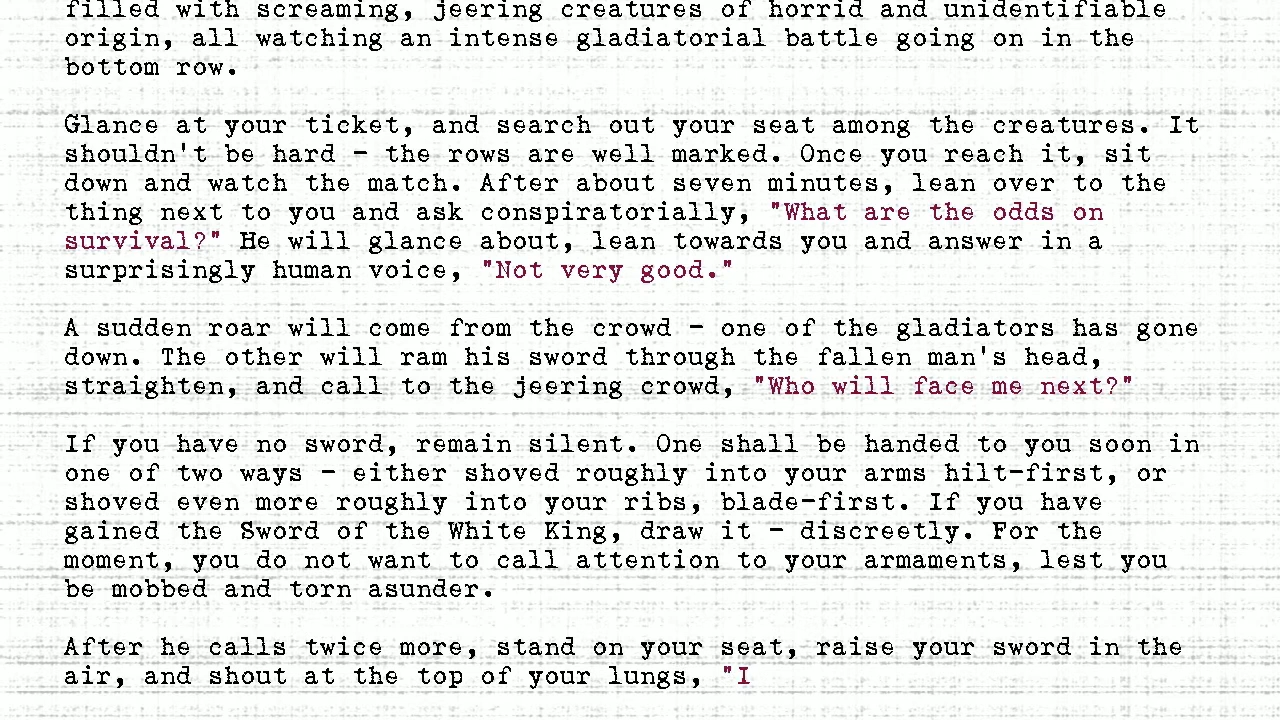 filled with screaming, jeering creatures of horrid and unidentifiable
origin, all watching an intense gladiatorial battle going on in the
bottom row.
Glance at your ticket, and search out your seat among the creatures. It
shouldn't be hard - the rows are well marked. Once you reach it, sit
down and watch the match. After about seven minutes, lean over to the
thing next to you and ask conspiratorially, "What are the odds on
survival?" He will glance about, lean towards you and answer in a
surprisingly human voice, "Not very good."
A sudden roar will come from the crowd - one of the gladiators has gone
down. The other will ram his sword through the fallen man's head,
straighten, and call to the jeering crowd, "Who will face me next?"
If you have no sword, remain silent. One shall be handed to you soon in
one of two ways - either shoved roughly into your arms hilt-first, or
shoved even more roughly into your ribs, blade-first. If you have
gained the Sword of the White King, draw it - discreetly. For the
moment, you do not want to call attention to your armaments, lest you
be mobbed and torn asunder.
After he calls twice more, stand on your seat, raise your sword in the
air, and shout at the top of your lungs, "I